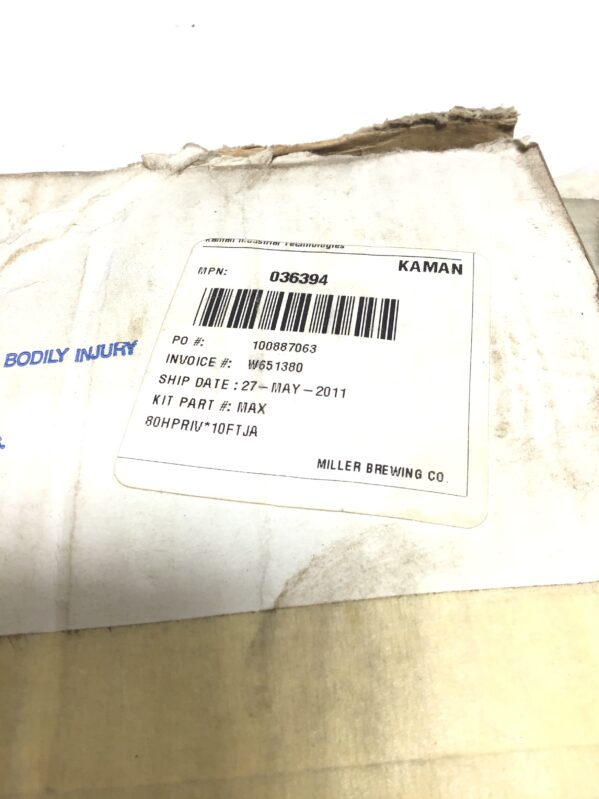 Kaman Industrial Technologies
KAMAN
MPN: 036394
PO #: 100887063
INVOICE #: W651380
SHIP DATE : 27-MAY-2011
KIT PART #: MAX
80HPRIV*10FTJA
MILLER BREWING CO.
BODILY INJURY